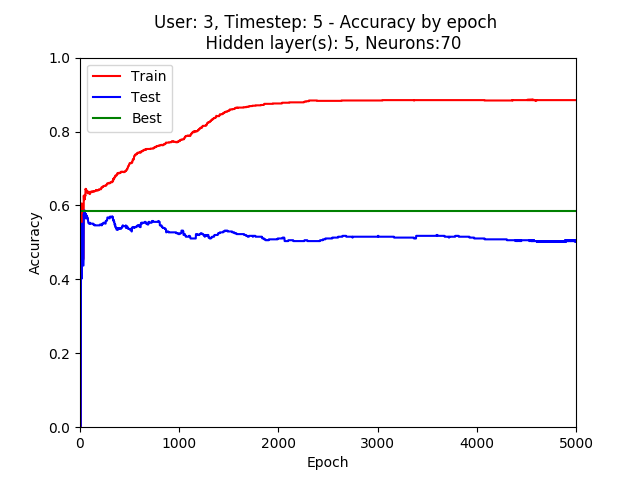 User: 3, Timestep: 5 - Accuracy by epoch
Hidden layer(s): 5, Neurons:70
1.0
Train
Test
Best
0.8
0.6
Accuracy
0.4
0.2
0.0
0 1000 2000 3000 4000 5000
Epoch